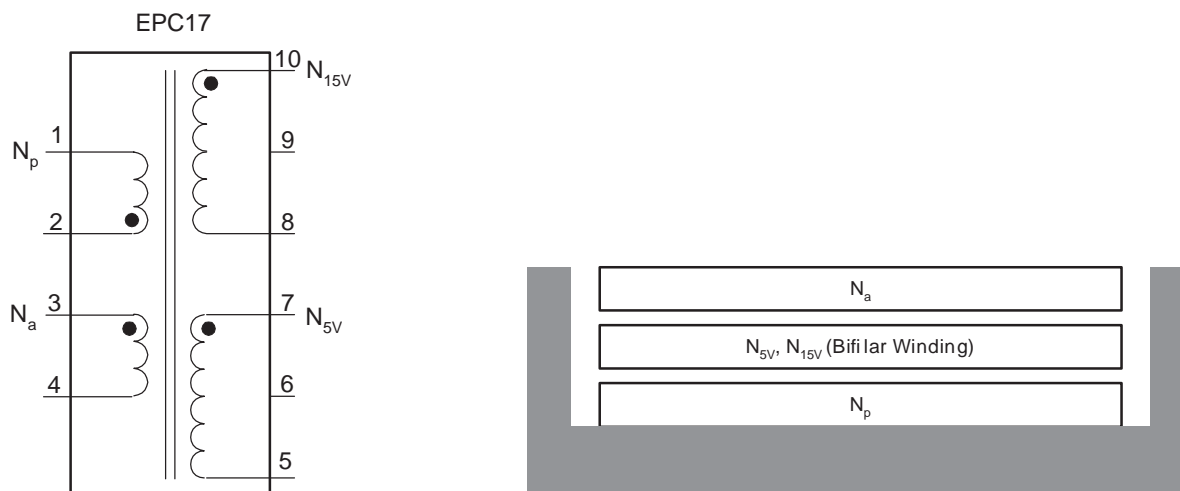 EPC17
10 N15V
1
Np
9
2
8
3
Na
7
N5V
4
6
5
Na
N5V, N15V (Bifilar Winding)
Np